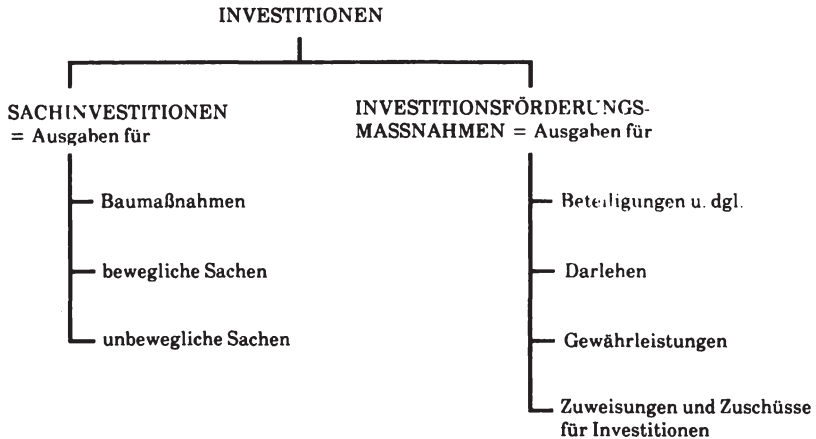 INVESTITIONEN
SACHINVESTITIONEN
= Ausgaben für
INVESTITIONSFÖRDERUNGS-
MASSNAHMEN = Ausgaben für
Baumaßnahmen
bewegliche Sachen
unbewegliche Sachen
Beteiligungen u. dgl.
Darlehen
Gewährleistungen
Zuweisungen und Zuschüsse
für Investitionen